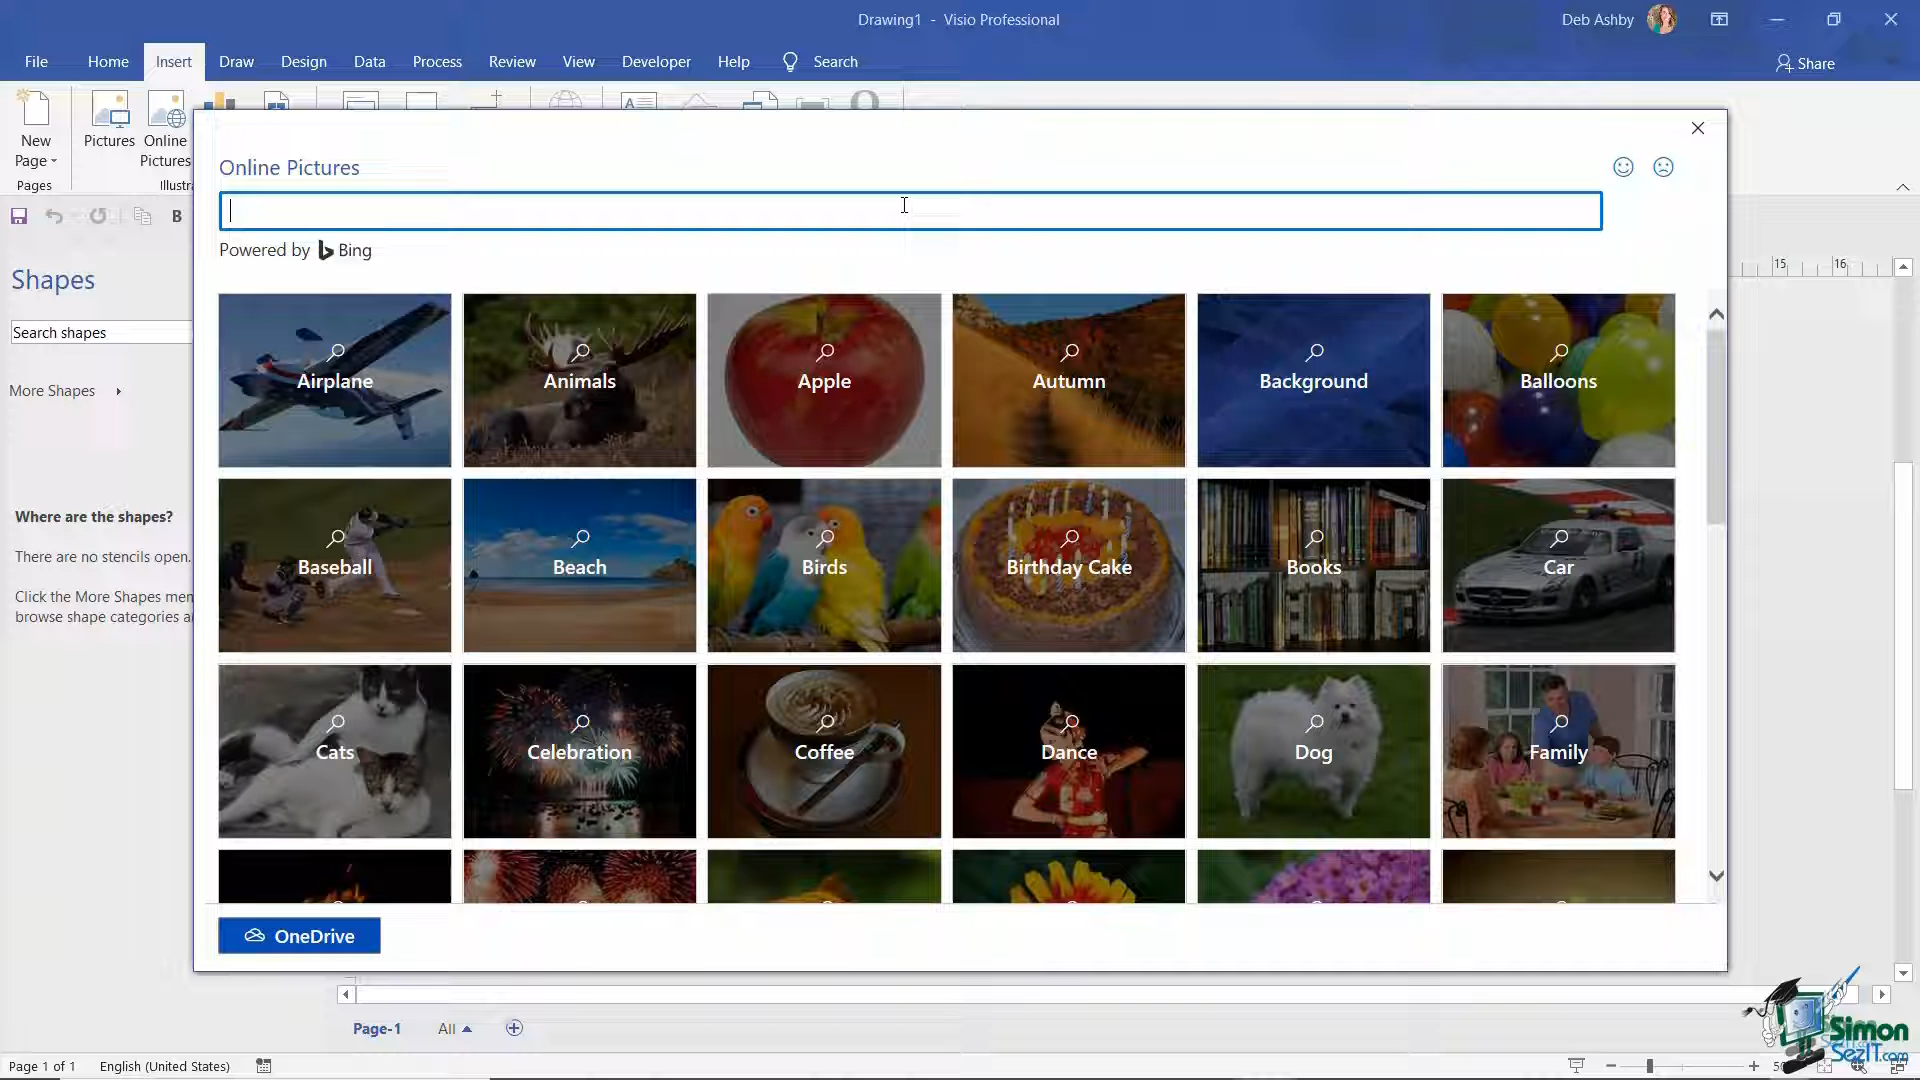 Drawing1 - Visio Professional
Deb Ashby
File Home Insert Draw Design Data Process Review View Developer Help Search
Share
New Page
Pictures
Online Pictures
Pages
Illustr
B
Online Pictures
Powered by Bing
Shapes
Search shapes
More Shapes
Where are the shapes?
There are no stencils open.
Click the More Shapes men
browse shape categories a
15 16
Airplane Animals Apple Autumn Background Balloons
Baseball Beach Birds Birthday Cake Books Car
Cats Celebration Coffee Dance Dog Family
OneDrive
Page-1 All
Page 1 of 1 English (United States)
Simon
SezIT.com